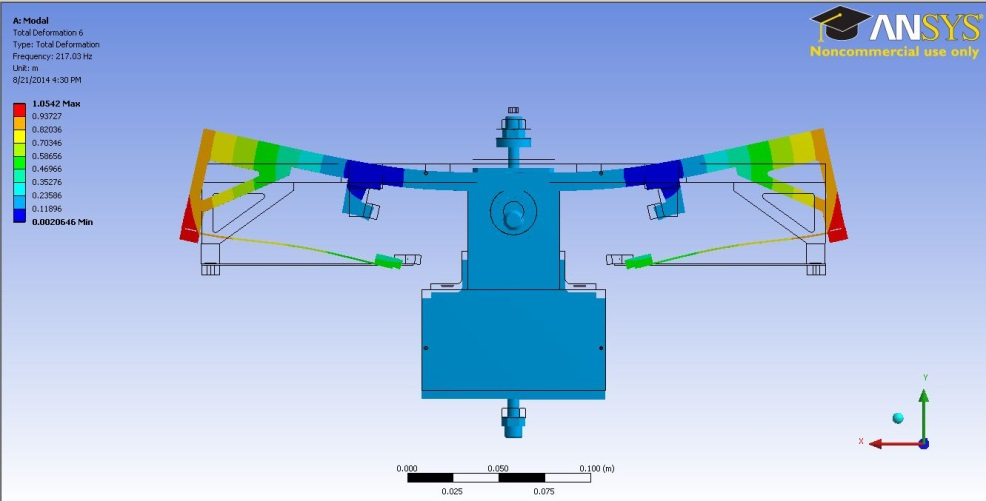 A: Modal
Total Deformation 6
Type: Total Deformation
Frequency: 217.03 Hz
Unit: m
8/21/2014 4:30 PM
1.0542 Max
0.93727
0.82036
0.70346
0.58656
0.46966
0.35276
0.23586
0.11896
0.0020646 Min
ANSYS
Noncommercial use only
Y
X
0.000 0.050 0.100 (m)
0.025 0.075